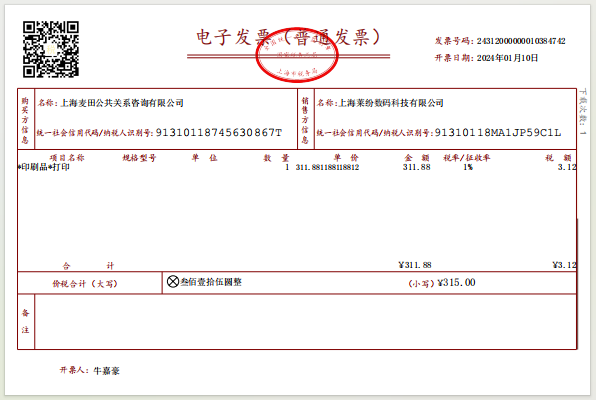 电子发票（普通发票）
发票号码：24312000000010384742
开票日期：2024年01月10日
购买方信息
名称：上海麦田公共关系咨询有限公司
统一社会信用代码/纳税人识别号：91310118745630867T
销售方信息
名称：上海莱纷数码科技有限公司
统一社会信用代码/纳税人识别号：91310118MA1JP59C1L
下载次数：1
项目名称 规格型号 单位 数量 单价 金额 税率/征收率 税额
*印刷品*打印 1 311.881188118812 311.88 1% 3.12
合计 ¥311.88 ¥3.12
价税合计（大写） ⊗叁佰壹拾伍圆整 （小写）¥315.00
备注
开票人：牛嘉豪